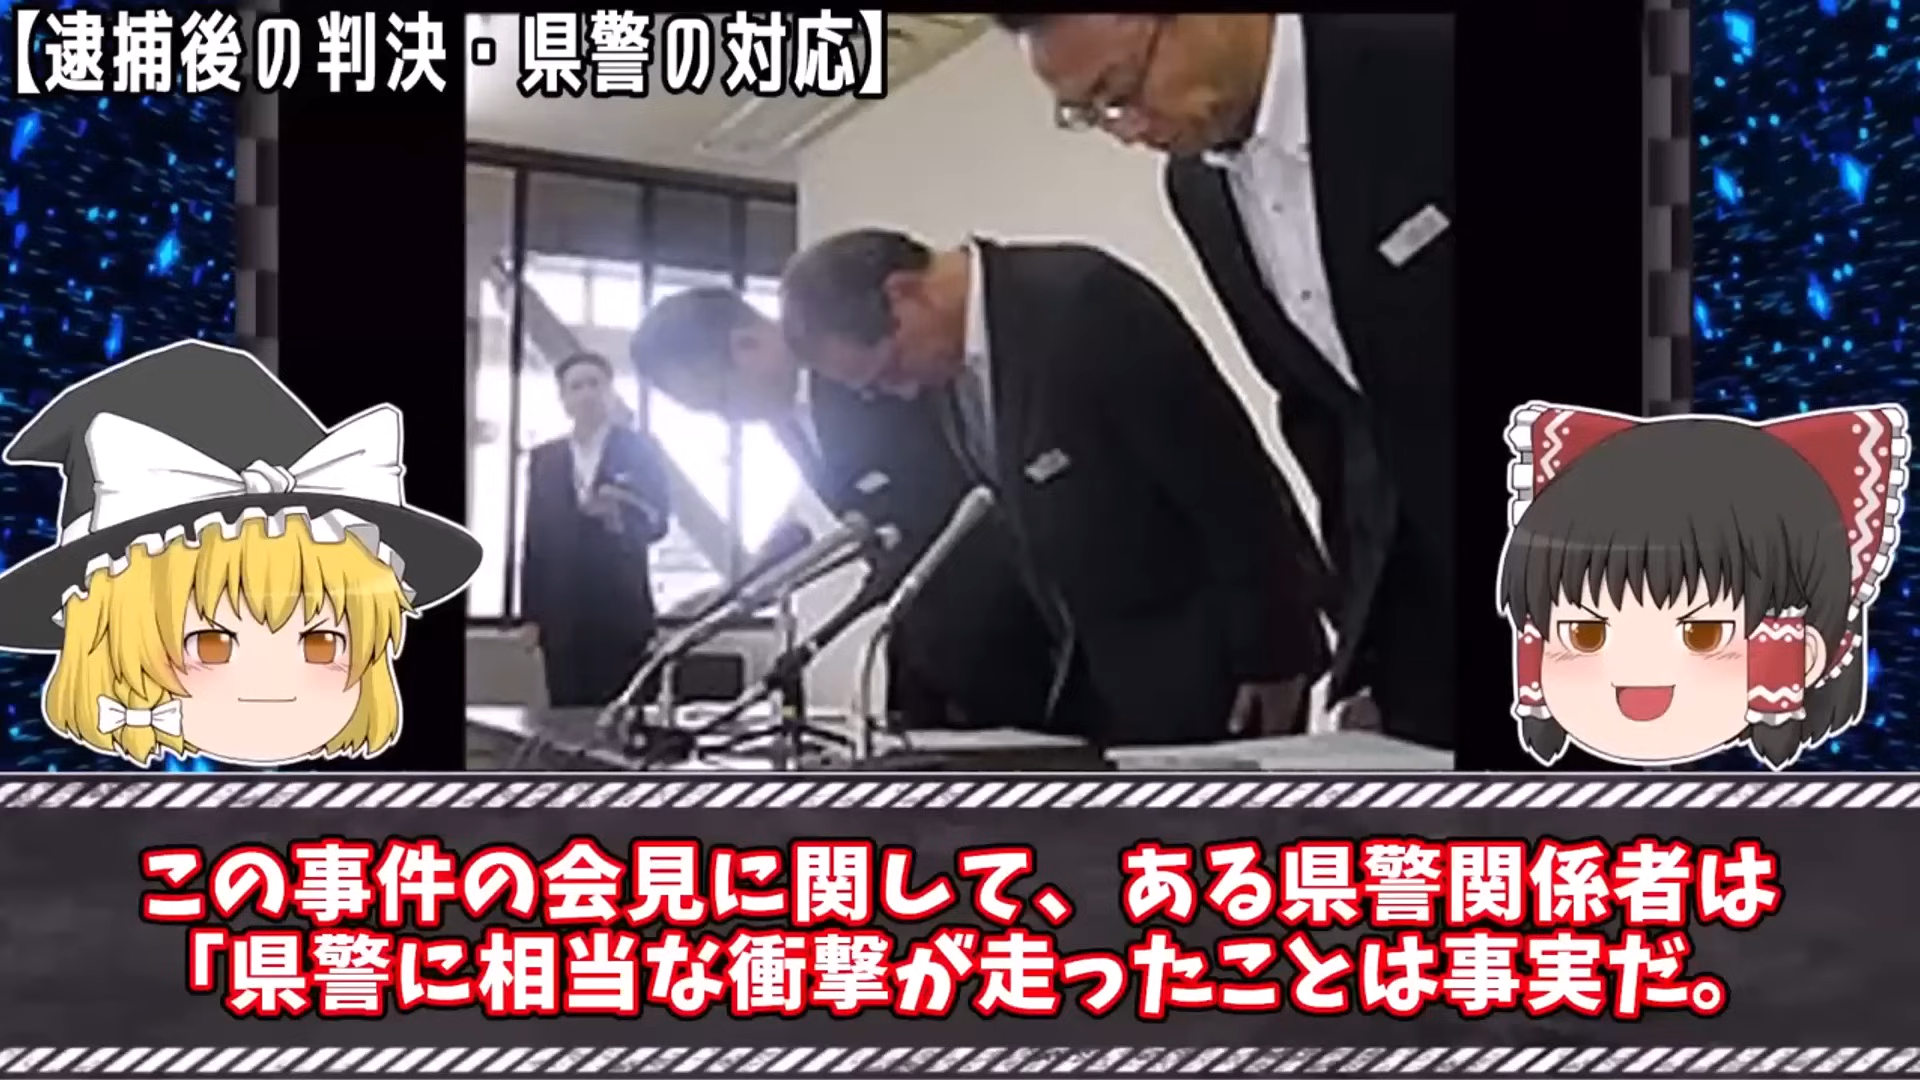 【逮捕後の判決・県警の対応】
この事件の会見に関して、ある県警関係者は
「県警に相当な衝撃が走ったことは事実だ。